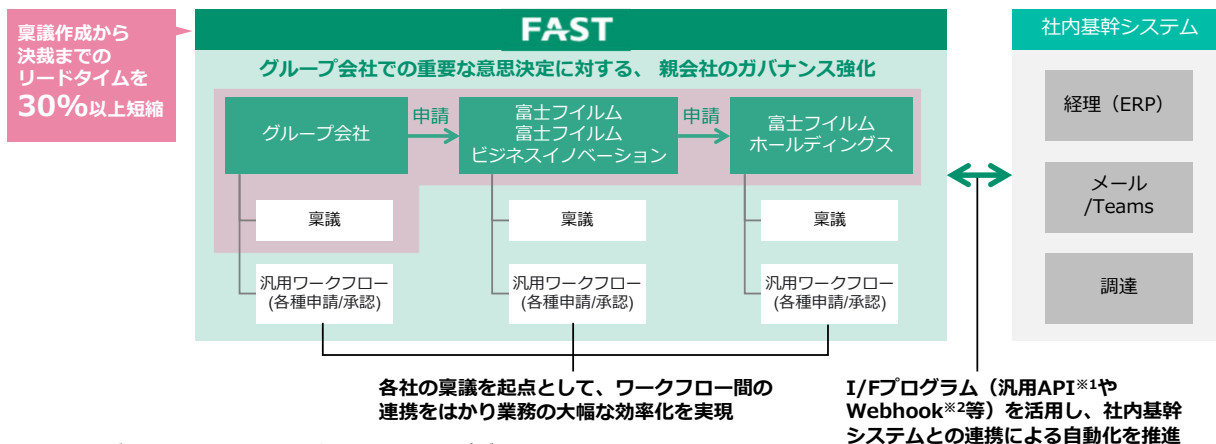 稟議作成から
決裁までの
リードタイムを
30%以上短縮
FAST
グループ会社での重要な意思決定に対する、 親会社のガバナンス強化
グループ会社
申請
富士フイルム
富士フイルム
ビジネスイノベーション
申請
富士フイルム
ホールディングス
稟議
稟議
稟議
汎用ワークフロー
(各種申請/承認)
汎用ワークフロー
(各種申請/承認)
汎用ワークフロー
(各種申請/承認)
社内基幹システム
経理（ERP）
メール
/Teams
調達
各社の稟議を起点として、ワークフロー間の
連携をはかり業務の大幅な効率化を実現
I/Fプログラム（汎用API※1や
Webhook※2等）を活用し、社内基幹
システムとの連携による自動化を推進